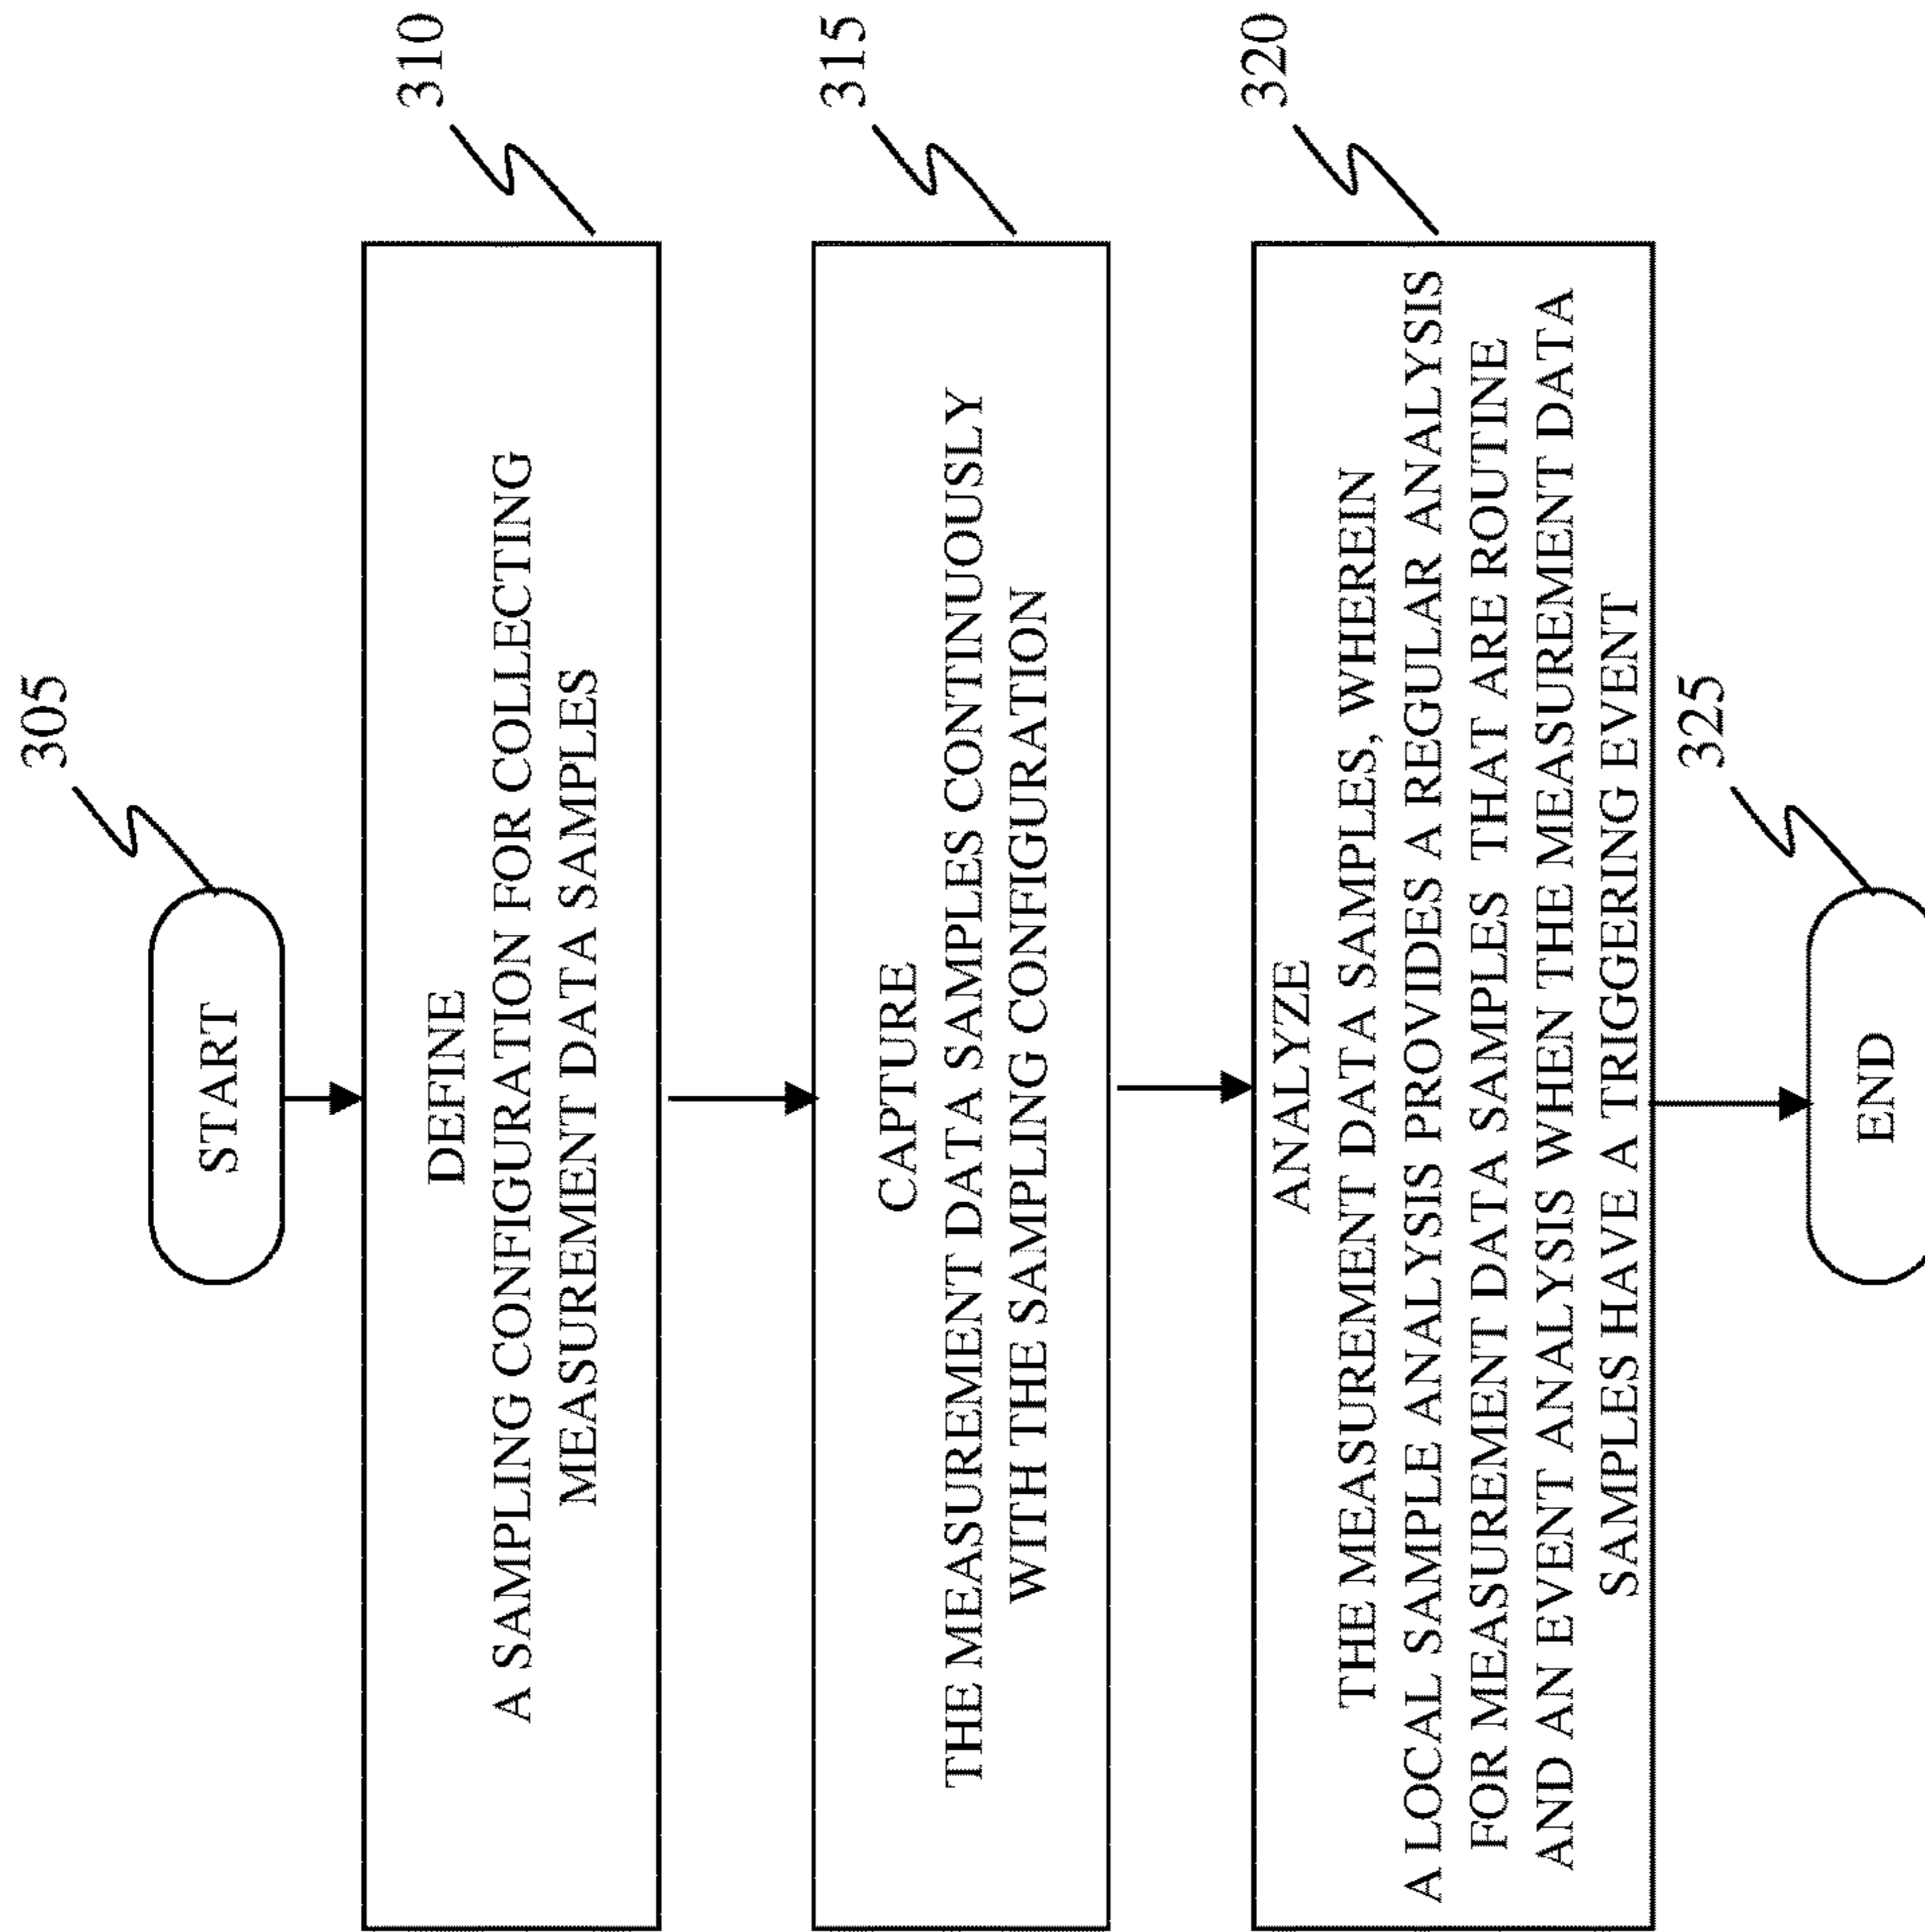 305
START
310
DEFINE
A SAMPLING CONFIGURATION FOR COLLECTING
MEASUREMENT DATA SAMPLES
315
CAPTURE
THE MEASUREMENT DATA SAMPLES CONTINUOUSLY
WITH THE SAMPLING CONFIGURATION
320
ANALYZE
THE MEASUREMENT DATA SAMPLES, WHEREIN
A LOCAL SAMPLE ANALYSIS PROVIDES A REGULAR ANALYSIS
FOR MEASUREMENT DATA SAMPLES THAT ARE ROUTINE
AND AN EVENT ANALYSIS WHEN THE MEASUREMENT DATA
SAMPLES HAVE A TRIGGERING EVENT
325
END